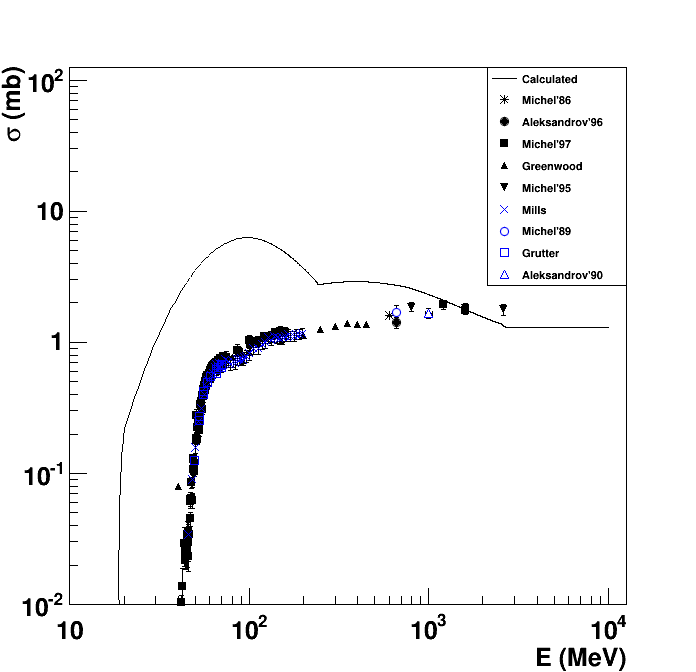 σ (mb)
10²
10
1
10⁻¹
10⁻²
10
10²
10³
10⁴
E (MeV)
Calculated
Michel'86
Aleksandrov'96
Michel'97
Greenwood
Michel'95
Mills
Michel'89
Grutter
Aleksandrov'90